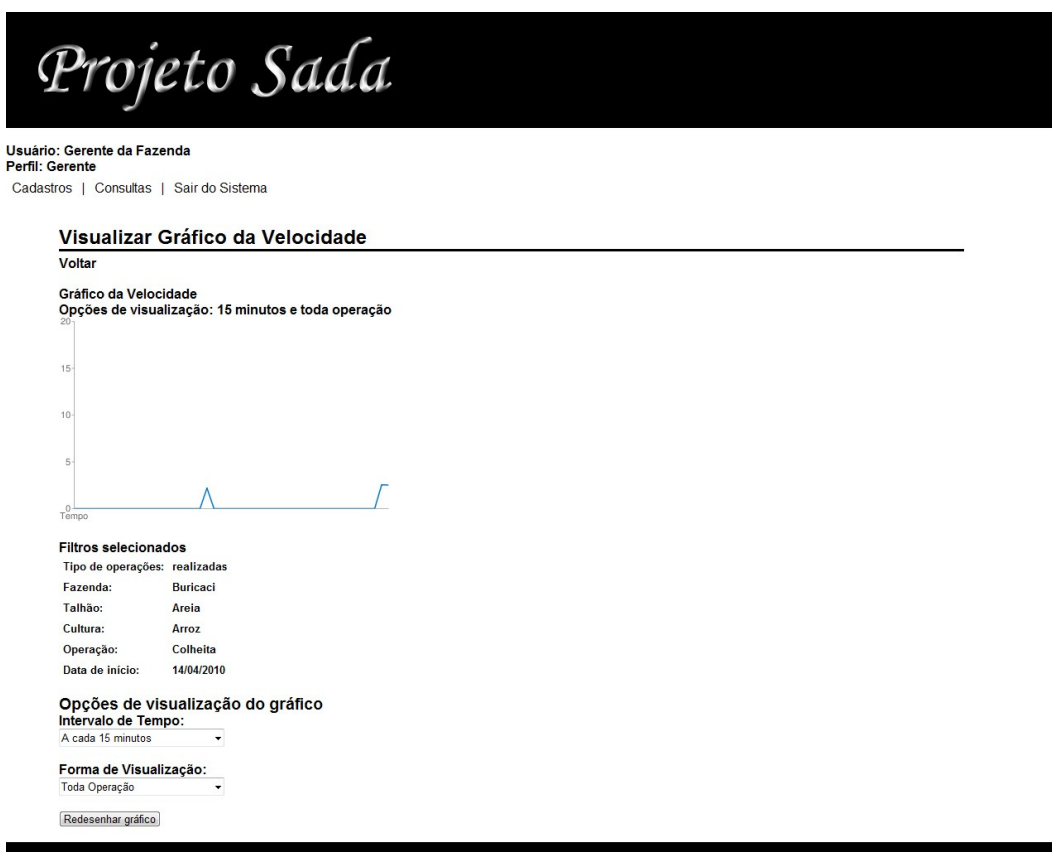 Projeto Sada
Usuário: Gerente da Fazenda
Perfil: Gerente
Cadastros | Consultas | Sair do Sistema
Visualizar Gráfico da Velocidade
Voltar
Gráfico da Velocidade
Opções de visualização: 15 minutos e toda operação
20
15
10
5
0
Tempo
Filtros selecionados
Tipo de operações: realizadas
Fazenda: Buricaci
Talhão: Areia
Cultura: Arroz
Operação: Colheita
Data de início: 14/04/2010
Opções de visualização do gráfico
Intervalo de Tempo:
A cada 15 minutos
Forma de Visualização:
Toda Operação
Redesenhar gráfico